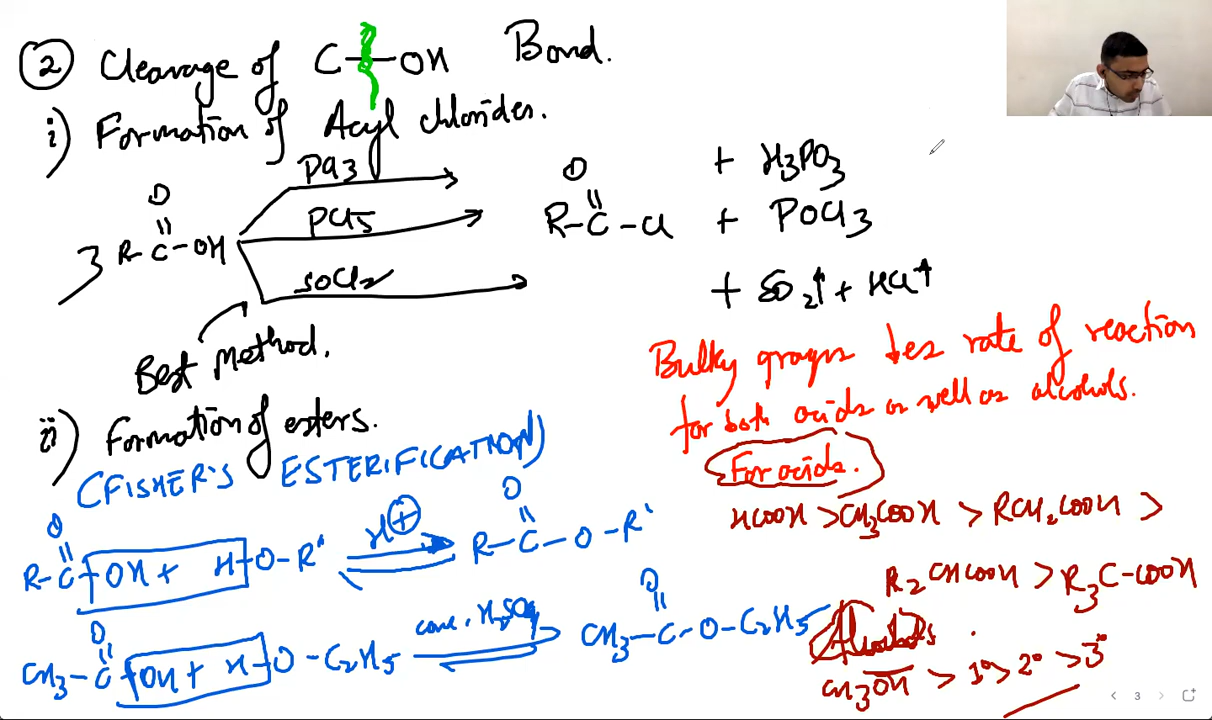 ② Cleavage of C–OH Bond.
i) Formation of Acyl chlorides.
PCl3 + H3PO3
O O
3 R–C–OH PCl5 R–C–Cl + POCl3
SOCl2 + SO2↑ + HCl↑
Best Method.
Bulky groups ↓ses rate of reaction
for both acids as well as alcohols.
For acids.
HCOOH > CH3COOH > RCH2COOH >
R2CHCOOH > R3C–COOH
ii) Formation of esters.
(FISHER'S ESTERIFICATION)
O H⊕ O
R–C–OH + H–O–R' ⇌ R–C–O–R'
O conc. H2SO4 O
CH3–C–OH + H–O–C2H5 ⇌ CH3–C–O–C2H5
Alcohols.
CH3OH > 1° > 2° > 3°
3